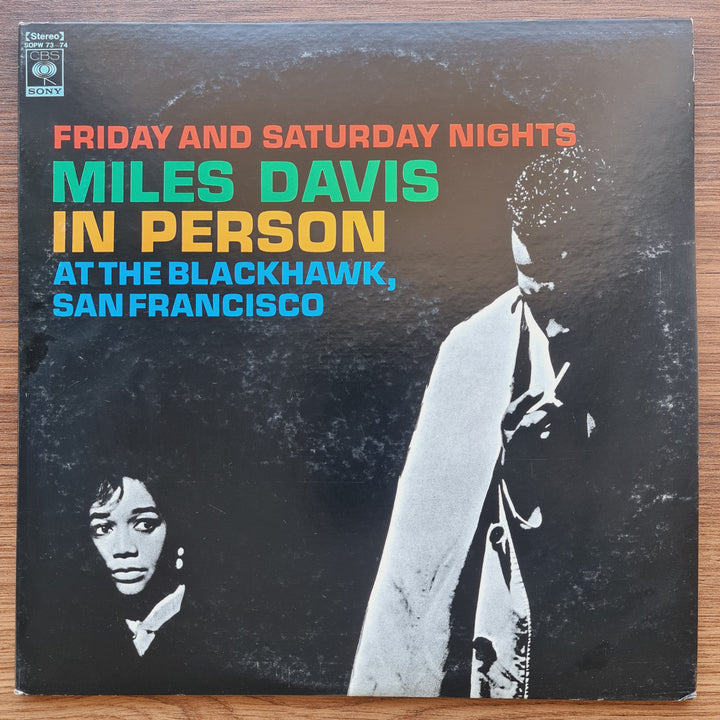 [Stereo]
SOPW 73-74
CBS
SONY
FRIDAY AND SATURDAY NIGHTS
MILES DAVIS
IN PERSON
AT THE BLACKHAWK,
SAN FRANCISCO